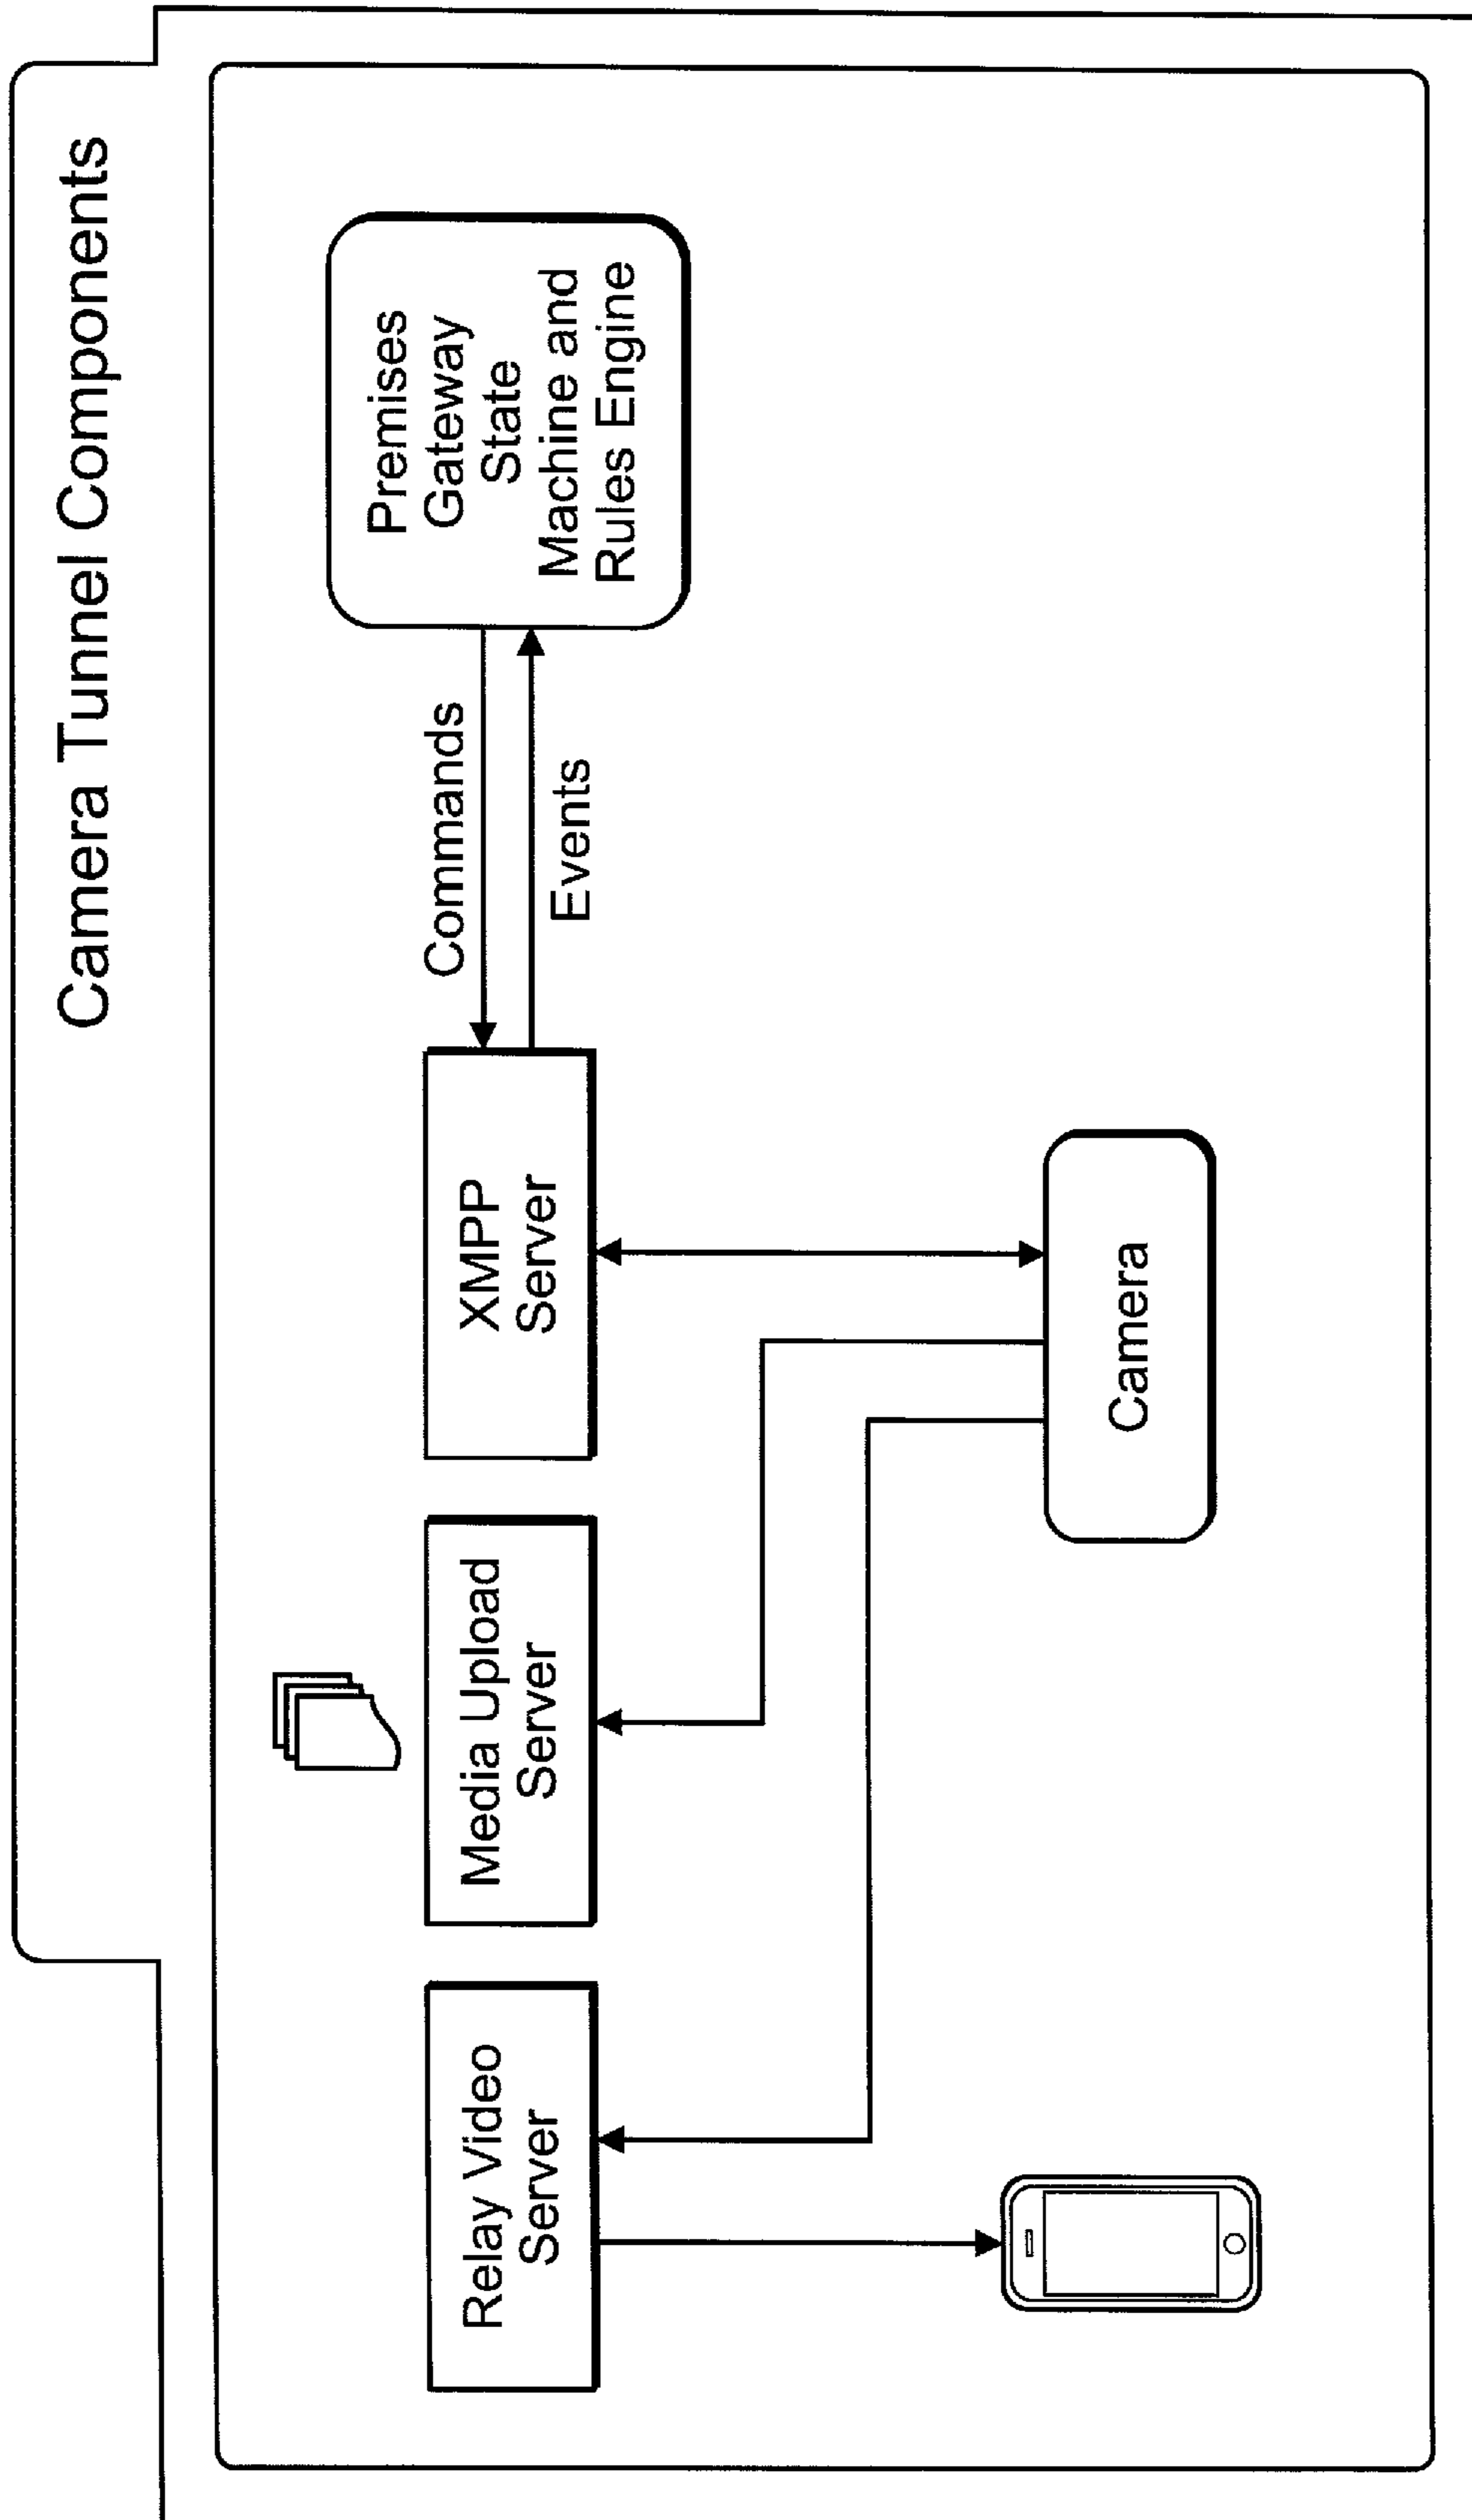 Camera Tunnel Components
Relay Video
Server
Media Upload
Server
XMPP
Server
Commands
Events
Premises
Gateway
State
Machine and
Rules Engine
Camera